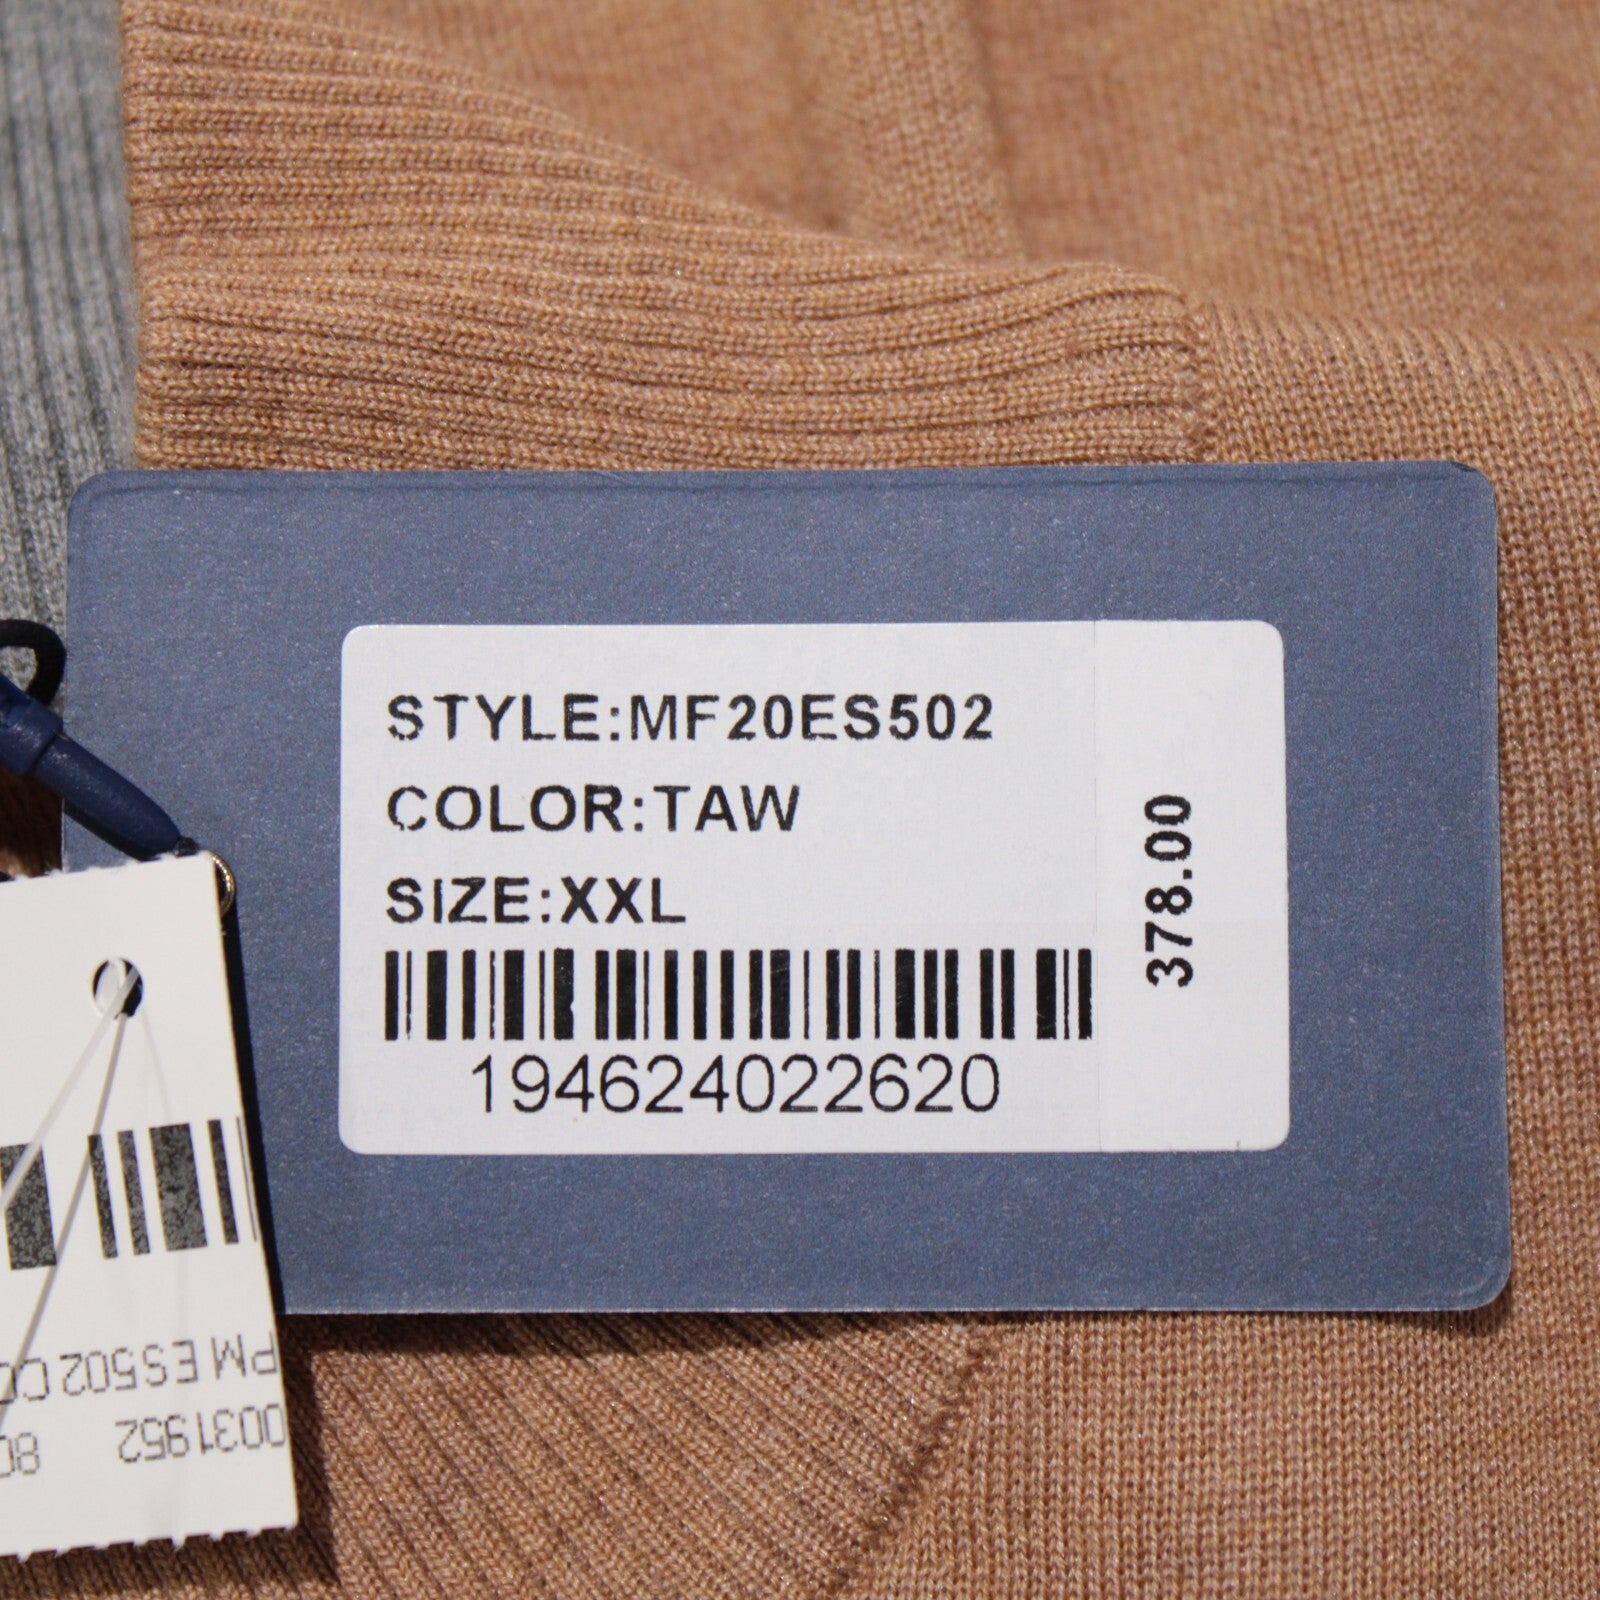 STYLE:MF20ES502
COLOR:TAW
SIZE:XXL
194624022620
378.00
PM ES502
0031952